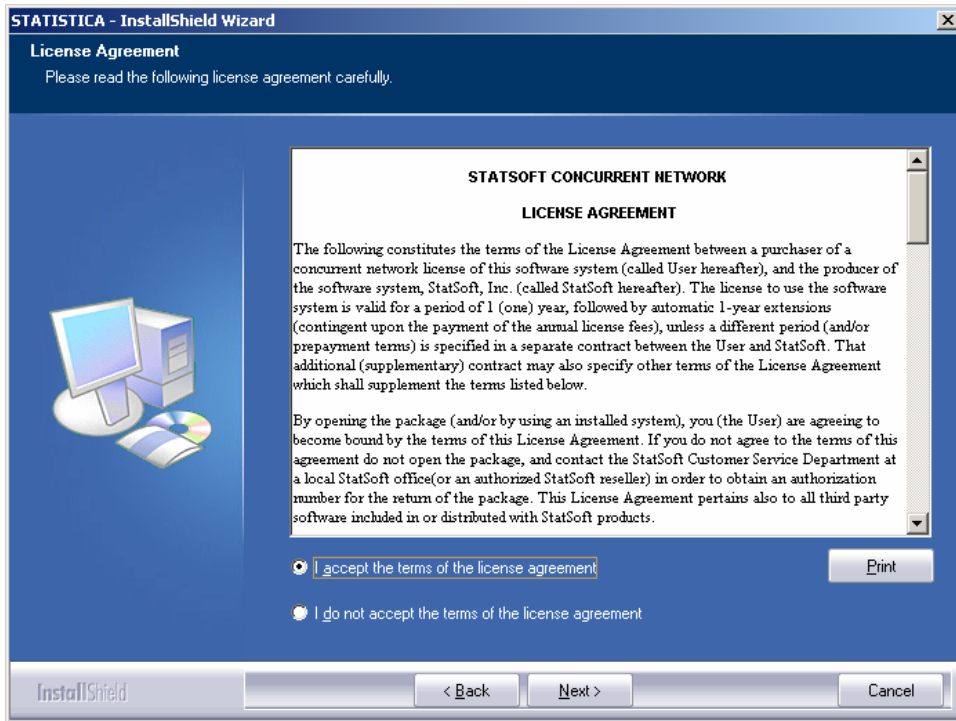 STATISTICA - InstallShield Wizard
License Agreement
Please read the following license agreement carefully.
STATSOFT CONCURRENT NETWORK
LICENSE AGREEMENT
The following constitutes the terms of the License Agreement between a purchaser of a
concurrent network license of this software system (called User hereafter), and the producer of
the software system, StatSoft, Inc. (called StatSoft hereafter). The license to use the software
system is valid for a period of 1 (one) year, followed by automatic 1-year extensions
(contingent upon the payment of the annual license fees), unless a different period (and/or
prepayment terms) is specified in a separate contract between the User and StatSoft. That
additional (supplementary) contract may also specify other terms of the License Agreement
which shall supplement the terms listed below.
By opening the package (and/or by using an installed system), you (the User) are agreeing to
become bound by the terms of this License Agreement. If you do not agree to the terms of this
agreement do not open the package, and contact the StatSoft Customer Service Department at
a local StatSoft office(or an authorized StatSoft reseller) in order to obtain an authorization
number for the return of the package. This License Agreement pertains also to all third party
software included in or distributed with StatSoft products.
I accept the terms of the license agreement
Print
I do not accept the terms of the license agreement
InstallShield
< Back
Next >
Cancel